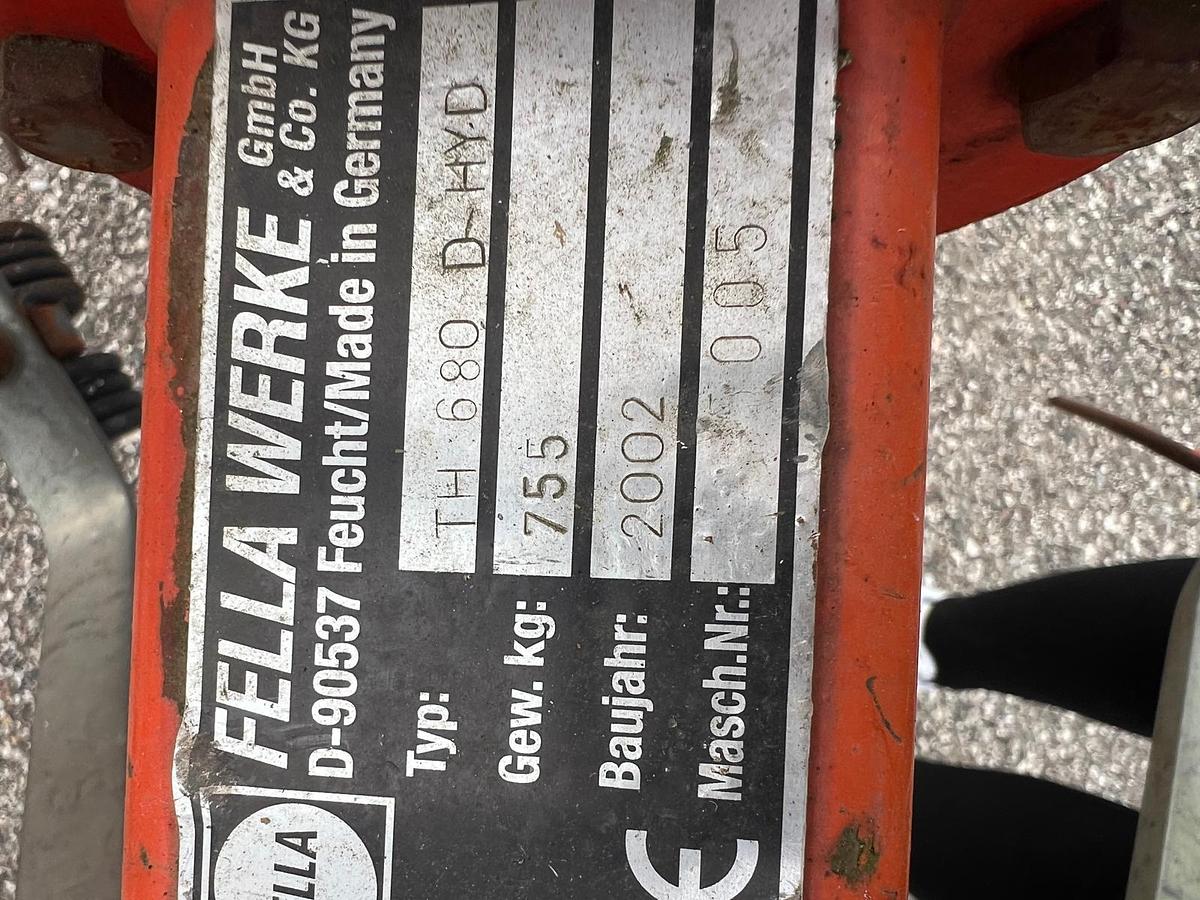 FELLA WERKE GmbH & Co. KG
D-90537 Feucht/Made in Germany
Typ: TH 680 D-HYD
Gew. kg: 755
Baujahr: 2002
Masch.Nr.: 005
CE